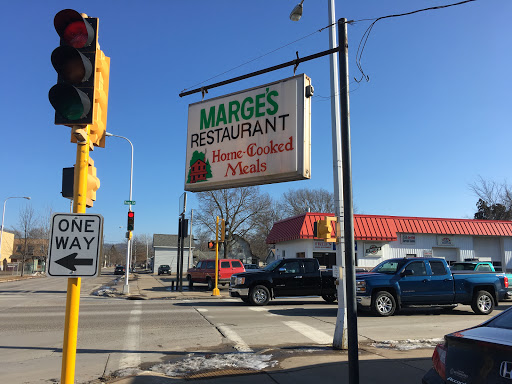 MARGE'S
RESTAURANT
Home-Cooked
Meals
ONE
WAY